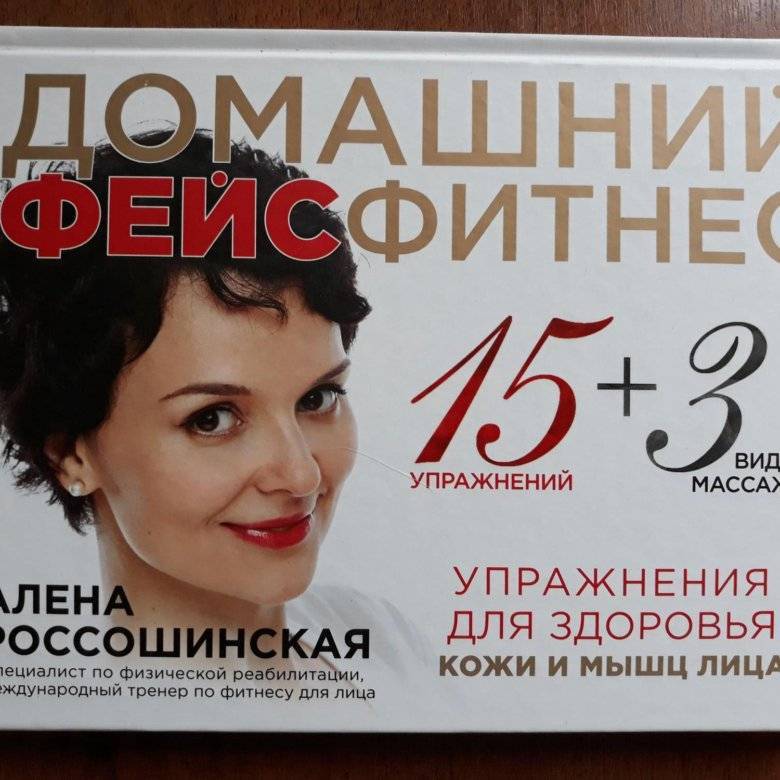 ДОМАШНИЙ
ФЕЙСФИТНЕС
15+3
УПРАЖНЕНИЙ
ВИД
МАССАЖ
АЛЕНА
РОССОШИНСКАЯ
специалист по физической реабилитации,
международный тренер по фитнесу для лица
УПРАЖНЕНИЯ
ДЛЯ ЗДОРОВЬЯ
КОЖИ И МЫШЦ ЛИЦА